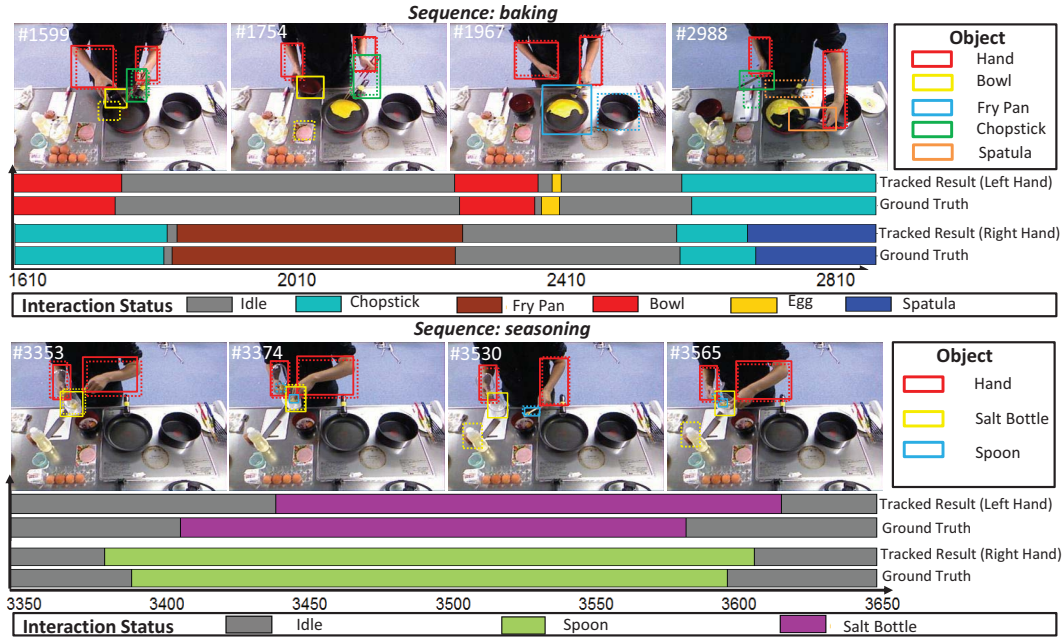 Sequence: baking
#1599
#1754
#1967
#2988
Object
Hand
Bowl
Fry Pan
Chopstick
Spatula
Tracked Result (Left Hand)
Ground Truth
Tracked Result (Right Hand)
Ground Truth
1610 2010 2410 2810
Interaction Status Idle Chopstick Fry Pan Bowl Egg Spatula
Sequence: seasoning
#3353
#3374
#3530
#3565
Object
Hand
Salt Bottle
Spoon
Tracked Result (Left Hand)
Ground Truth
Tracked Result (Right Hand)
Ground Truth
3350 3400 3450 3500 3550 3600 3650
Interaction Status Idle Spoon Salt Bottle